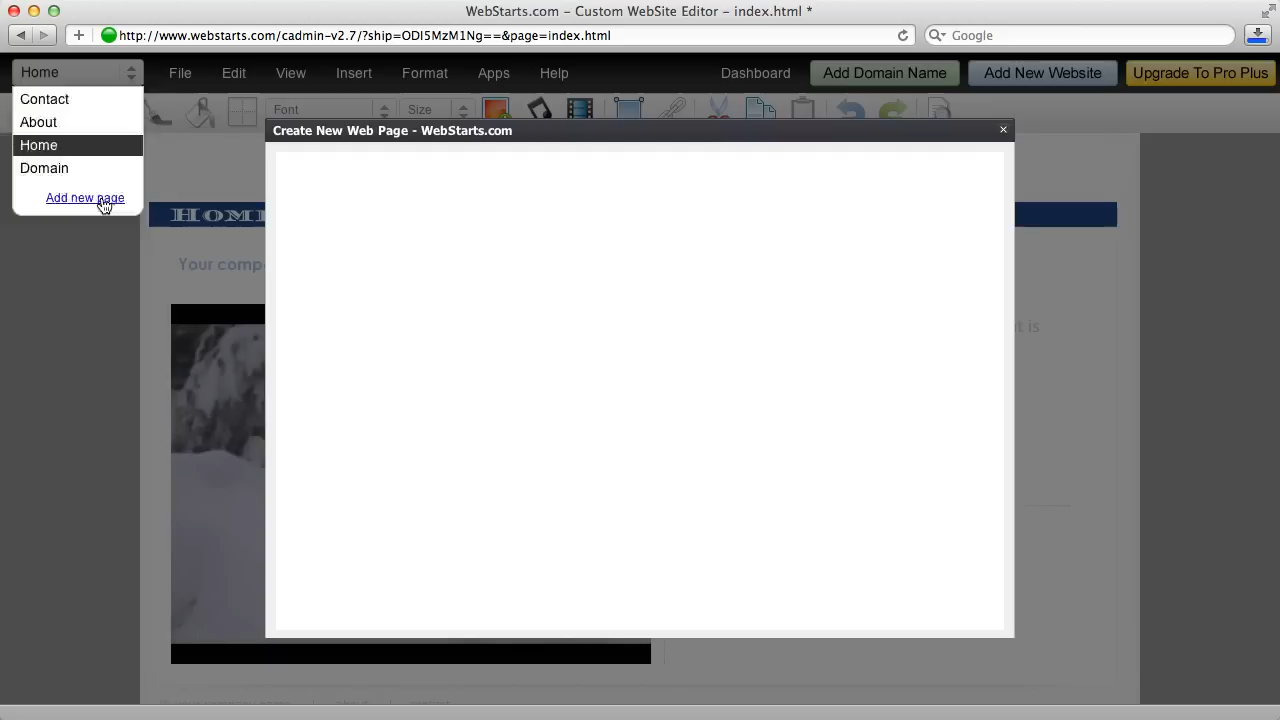 WebStarts.com – Custom WebSite Editor – index.html *
http://www.webstarts.com/cadmin-v2.7/?ship=ODI5MzM1Ng==&page=index.html
Google
Home
File Edit View Insert Format Apps Help
Dashboard
Add Domain Name
Add New Website
Upgrade To Pro Plus
Contact
About
Home
Domain
Add new page
Font
Size
Create New Web Page - WebStarts.com
×
Home
Your comp
t is